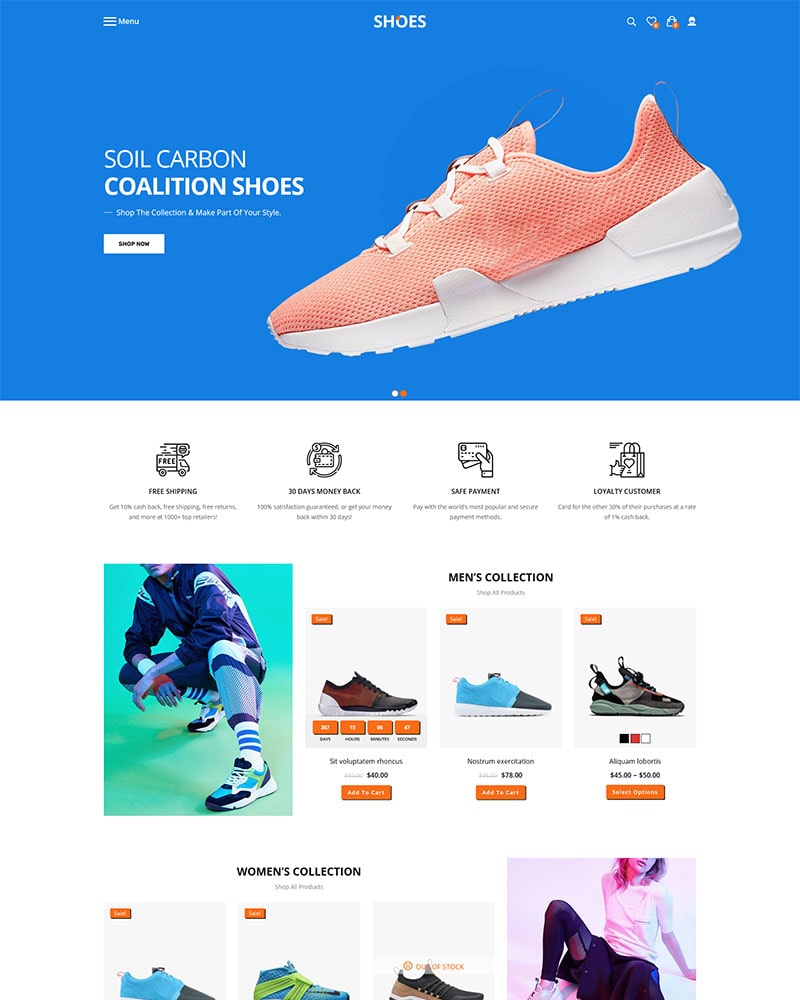 Menu
SHOES
0
0
SOIL CARBON
COALITION SHOES
Shop The Collection & Make Part Of Your Style.
SHOP NOW
FREE
FREE SHIPPING
Get 10% cash back, free shipping, free returns,
and more at 1000+ top retailers!
30 DAYS MONEY BACK
100% satisfaction guaranteed, or get your money
back within 30 days!
SAFE PAYMENT
Pay with the world's most popular and secure
payment methods.
LOYALTY CUSTOMER
Card for the other 30% of their purchases at a rate
of 1% cash back.
MEN'S COLLECTION
Shop All Products
Sale!
Sale!
Sale!
367 15 08 47
DAYS HOURS MINUTES SECONDS
Sit voluptatem rhoncus
$40.00
Add To Cart
Nostrum exercitation
$78.00
Add To Cart
Aliquam lobortis
$45.00 – $50.00
Select Options
WOMEN'S COLLECTION
Shop All Products
Sale!
Sale!
OUT OF STOCK